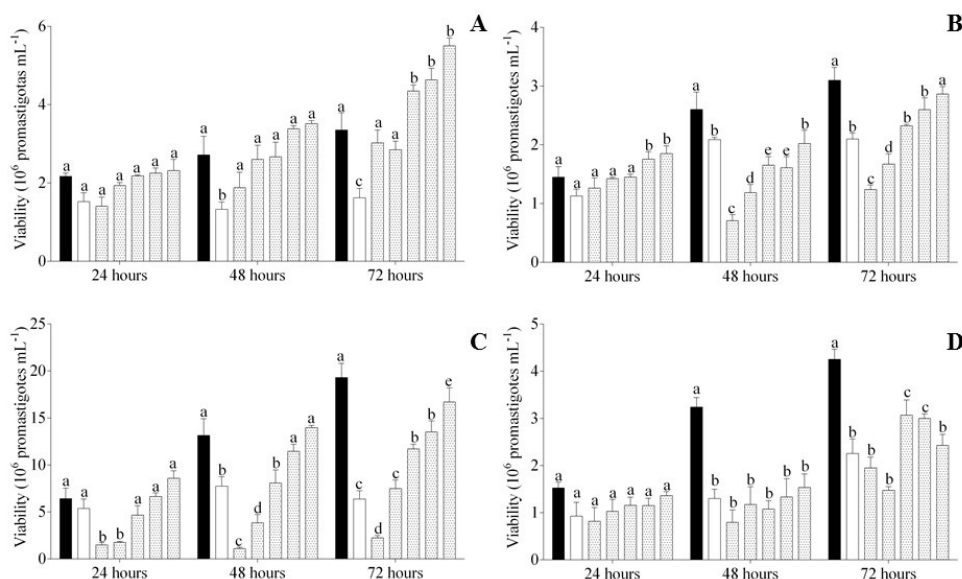 A
Viability (10⁶ promastigotas mL⁻¹)
6
4
2
0
a a a a a a a
a b a a a a a
a c a a b b b
24 hours 48 hours 72 hours
B
Viability (10⁶ promastigotes mL⁻¹)
4
3
2
1
0
a a a a a b b
a b c d e e b
a b c b b b a
24 hours 48 hours 72 hours
C
Viability (10⁶ promastigotes mL⁻¹)
25
20
15
10
5
0
a a b b a a a
a b c d b a a
a c d c b b e
24 hours 48 hours 72 hours
D
Viability (10⁶ promastigotes mL⁻¹)
5
4
3
2
1
0
a a a a a a a
a b b b b b b
a b b b c c b
24 hours 48 hours 72 hours